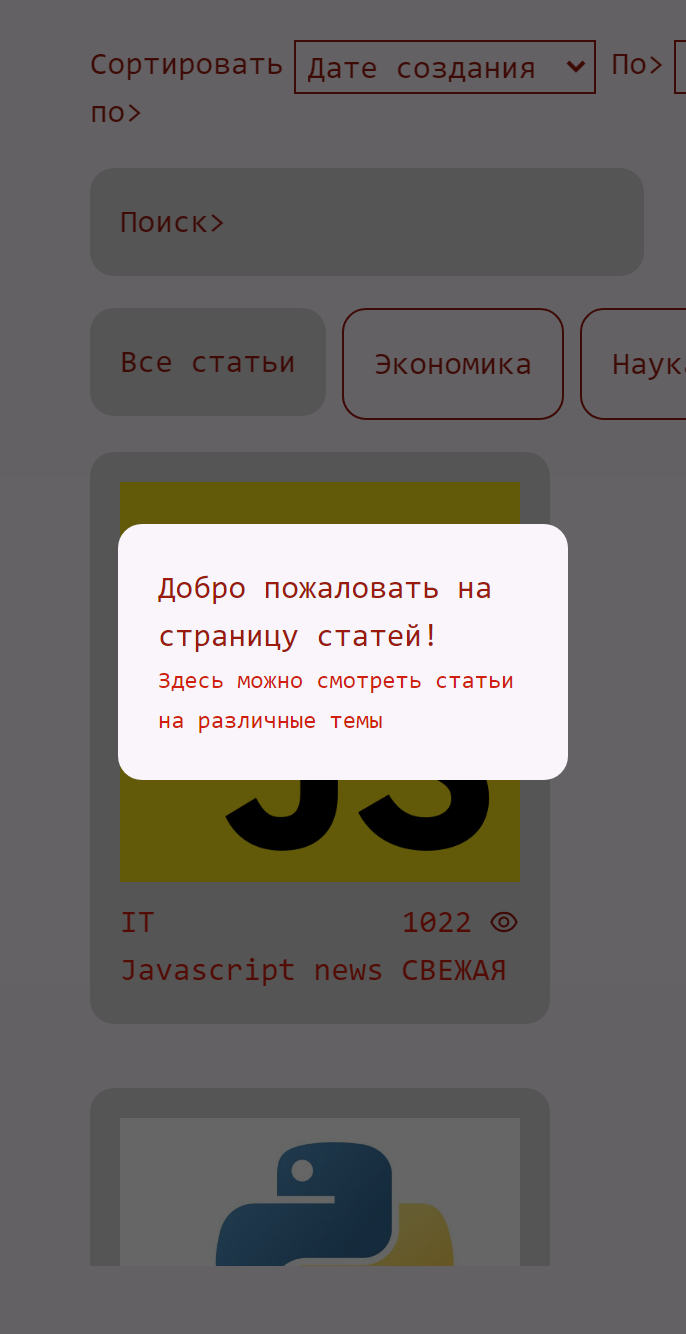 Сортировать Дате создания По>
по>
Поиск>
Все статьи Экономика Наука
Добро пожаловать на
страницу статей!
Здесь можно смотреть статьи
на различные темы
JS
IT 1022
Javascript news СВЕЖАЯ